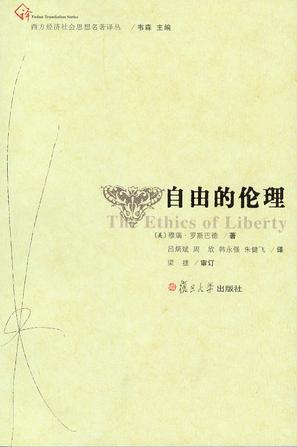 译
Fudan Translation Series
西方经济社会思想名著译丛 / 韦森 主编
自由的伦理
The Ethics of Liberty
(美) 穆瑞·罗斯巴德 / 著
吕炳斌 周欣 韩永强 朱健飞 / 译
梁捷 / 审订
复旦大学出版社